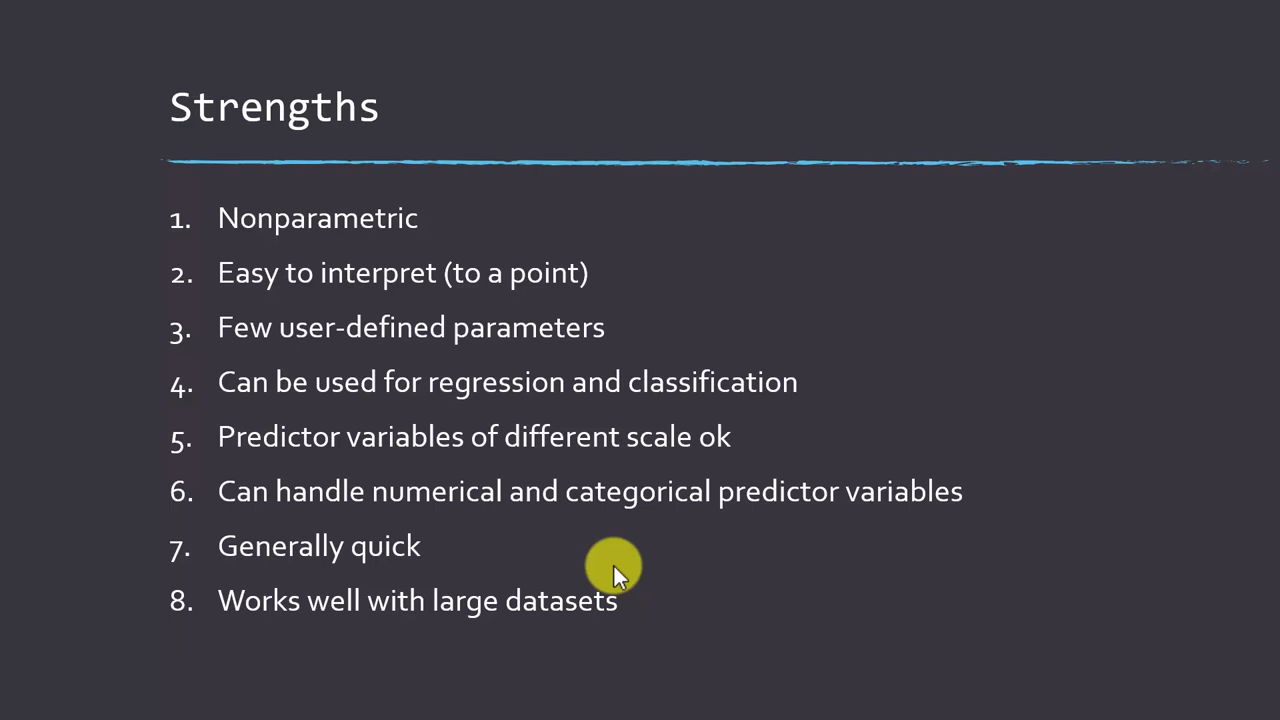 Strengths
1. Nonparametric
2. Easy to interpret (to a point)
3. Few user-defined parameters
4. Can be used for regression and classification
5. Predictor variables of different scale ok
6. Can handle numerical and categorical predictor variables
7. Generally quick
8. Works well with large datasets